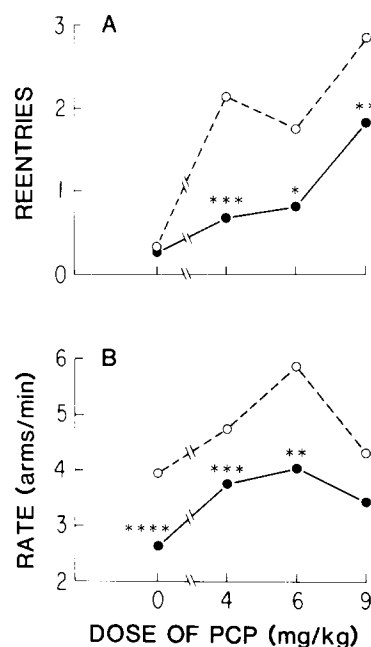 A
3
2
1
0
REENTRIES
***
*
**
B
6
5
4
3
2
RATE (arms/min)
****
***
**
0 4 6 9
DOSE OF PCP (mg/kg)